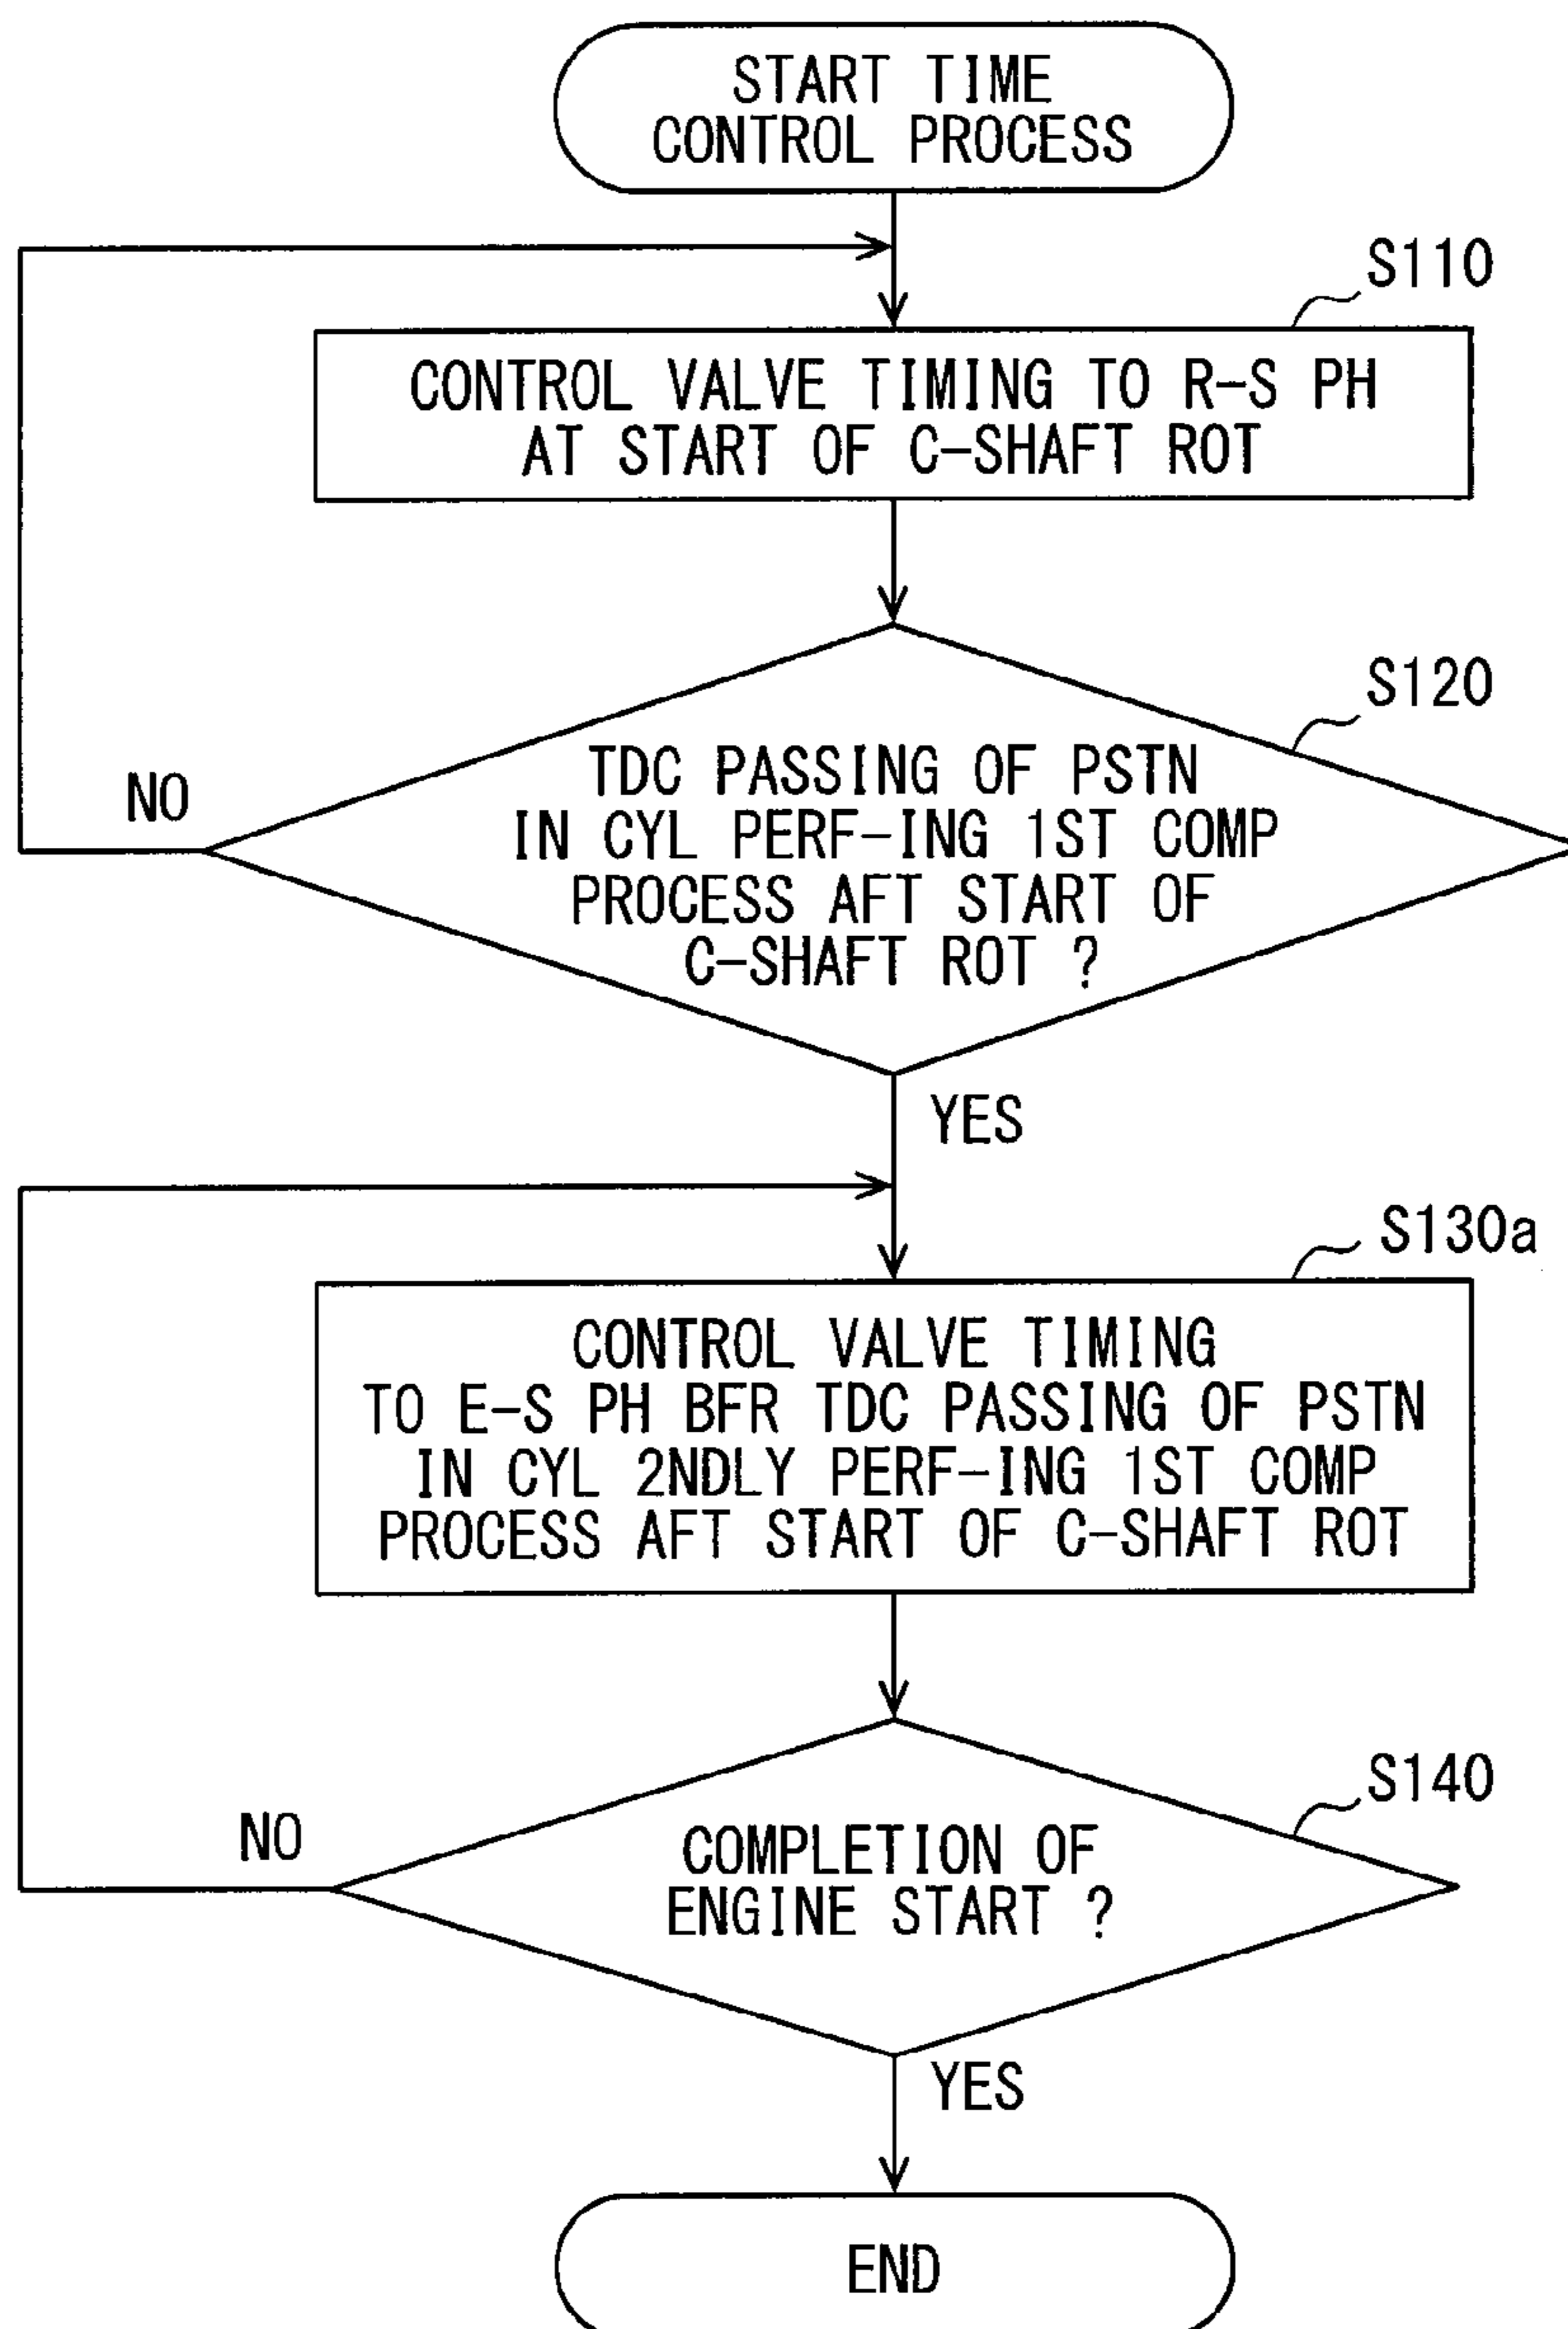 START TIME
CONTROL PROCESS
S110
CONTROL VALVE TIMING TO R-S PH
AT START OF C-SHAFT ROT
S120
TDC PASSING OF PSTN
IN CYL PERF-ING 1ST COMP
PROCESS AFT START OF
C-SHAFT ROT ?
NO
YES
S130a
CONTROL VALVE TIMING
TO E-S PH BFR TDC PASSING OF PSTN
IN CYL 2NDLY PERF-ING 1ST COMP
PROCESS AFT START OF C-SHAFT ROT
S140
COMPLETION OF
ENGINE START ?
NO
YES
END